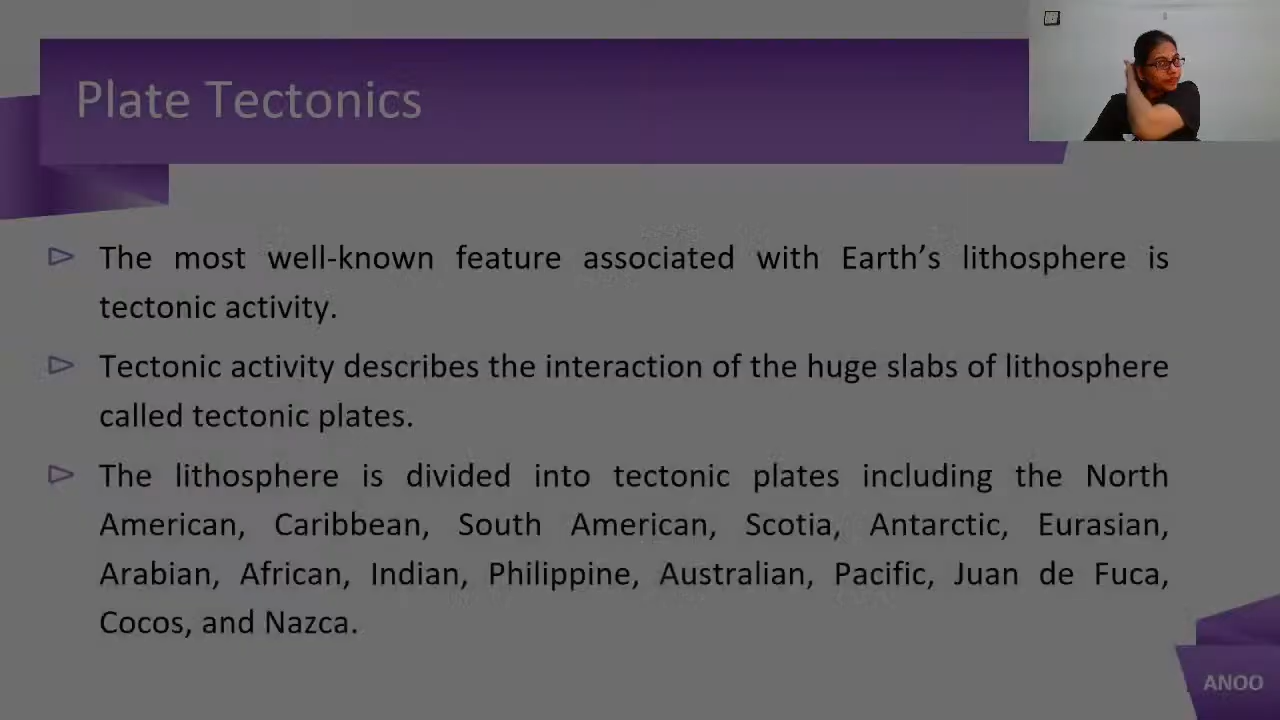 Plate Tectonics
The most well-known feature associated with Earth’s lithosphere is
tectonic activity.
Tectonic activity describes the interaction of the huge slabs of lithosphere
called tectonic plates.
The lithosphere is divided into tectonic plates including the North
American, Caribbean, South American, Scotia, Antarctic, Eurasian,
Arabian, African, Indian, Philippine, Australian, Pacific, Juan de Fuca,
Cocos, and Nazca.
ANOO